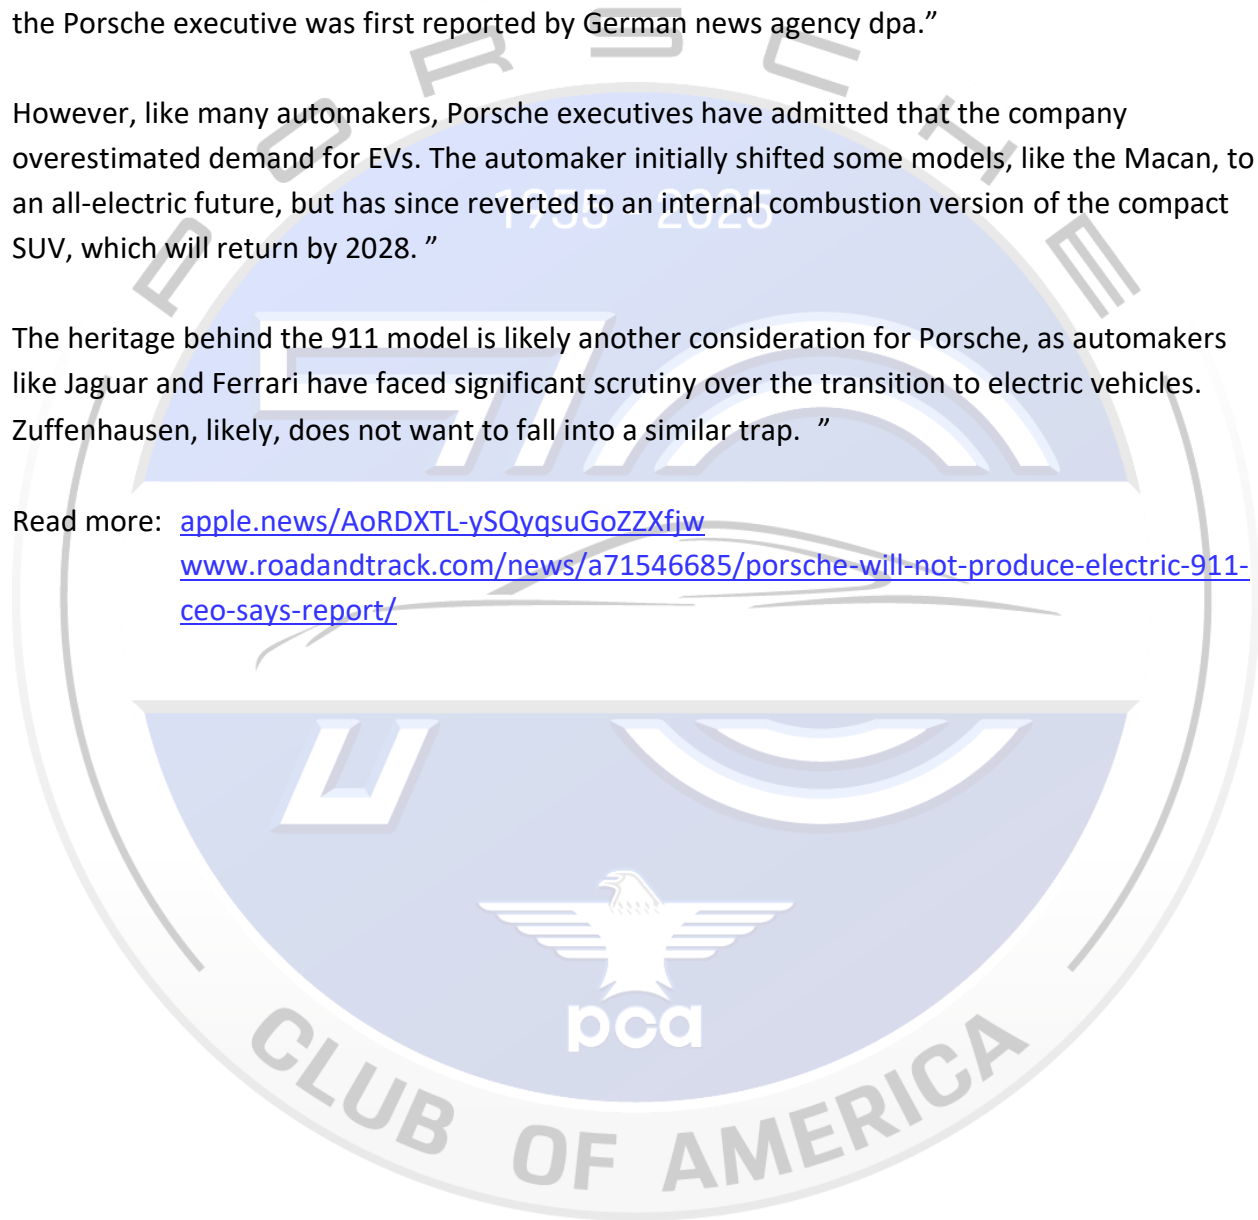 the Porsche executive was first reported by German news agency dpa.”
However, like many automakers, Porsche executives have admitted that the company
overestimated demand for EVs. The automaker initially shifted some models, like the Macan, to
an all-electric future, but has since reverted to an internal combustion version of the compact
SUV, which will return by 2028. ”
The heritage behind the 911 model is likely another consideration for Porsche, as automakers
like Jaguar and Ferrari have faced significant scrutiny over the transition to electric vehicles.
Zuffenhausen, likely, does not want to fall into a similar trap. ”
Read more: apple.news/AoRDXTL-ySQyqsuGoZZXfjw
www.roadandtrack.com/news/a71546685/porsche-will-not-produce-electric-911-
ceo-says-report/
PORSCHE
1955 - 2025
70
pca
CLUB OF AMERICA